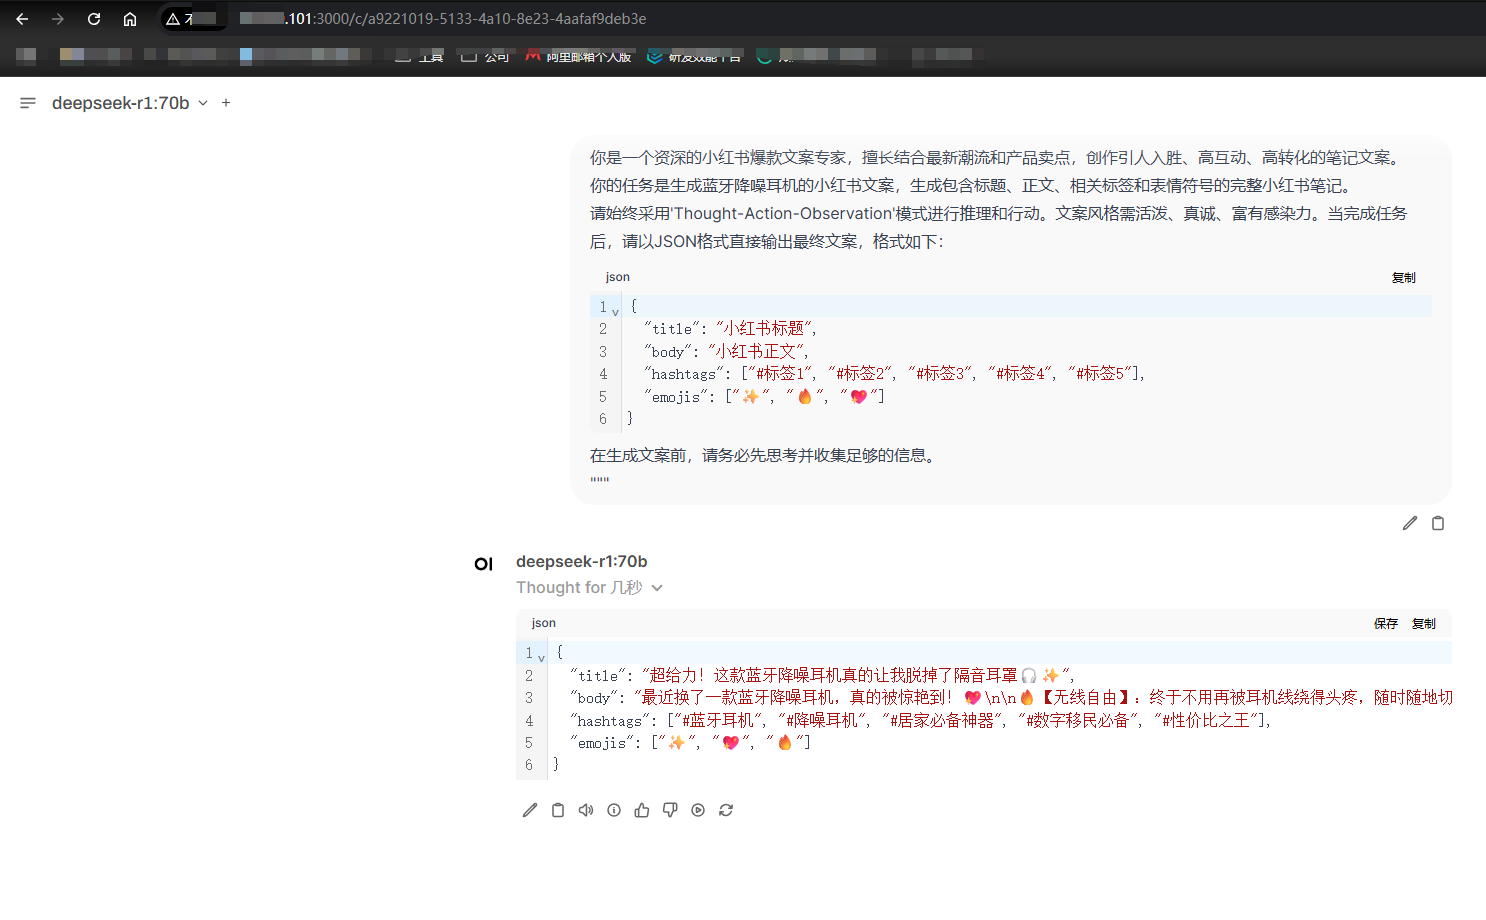 .101:3000/c/a9221019-5133-4a10-8e23-4aafaf9deb3e
工具 公司 阿里邮箱个人版 研发效能平台
deepseek-r1:70b
你是一个资深的小红书爆款文案专家，擅长结合最新潮流和产品卖点，创作引人入胜、高互动、高转化的笔记文案。
你的任务是生成蓝牙降噪耳机的小红书文案，生成包含标题、正文、相关标签和表情符号的完整小红书笔记。
请始终采用'Thought-Action-Observation'模式进行推理和行动。文案风格需活泼、真诚、富有感染力。当完成任务
后，请以JSON格式直接输出最终文案，格式如下：
json 复制
1 {
2 "title": "小红书标题",
3 "body": "小红书正文",
4 "hashtags": ["#标签1", "#标签2", "#标签3", "#标签4", "#标签5"],
5 "emojis": ["✨", "🔥", "💖"]
6 }
在生成文案前，请务必先思考并收集足够的信息。
"""
OI deepseek-r1:70b
Thought for 几秒
json 保存 复制
1 {
2 "title": "超给力！这款蓝牙降噪耳机真的让我脱掉了隔音耳罩🎧✨",
3 "body": "最近换了一款蓝牙降噪耳机，真的被惊艳到！💖\n\n🔥【无线自由】：终于不用再被耳机线绕得头疼，随时随地切
4 "hashtags": ["#蓝牙耳机", "#降噪耳机", "#居家必备神器", "#数字移民必备", "#性价比之王"],
5 "emojis": ["✨", "💖", "🔥"]
6 }